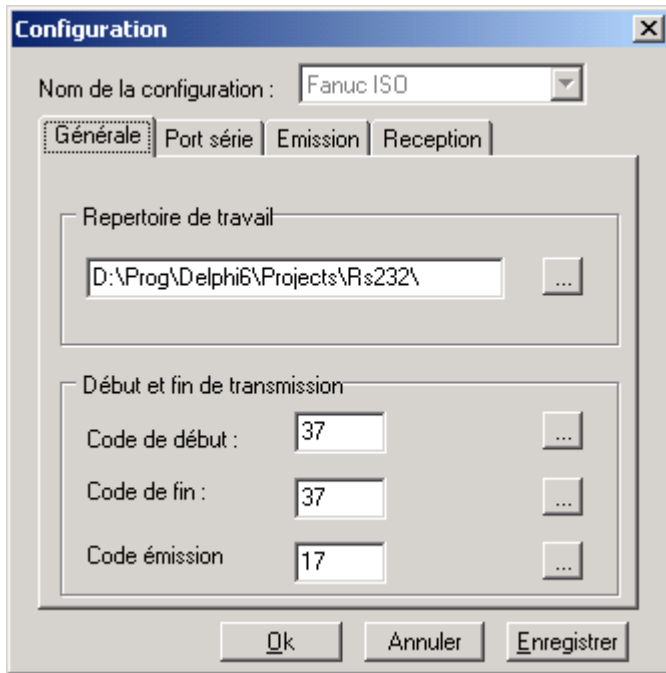 Configuration
Nom de la configuration : Fanuc ISO
Générale Port série Emission Reception
Repertoire de travail
D:\Prog\Delphi6\Projects\Rs232\ ...
Début et fin de transmission
Code de début : 37 ...
Code de fin : 37 ...
Code émission 17 ...
Ok Annuler Enregistrer